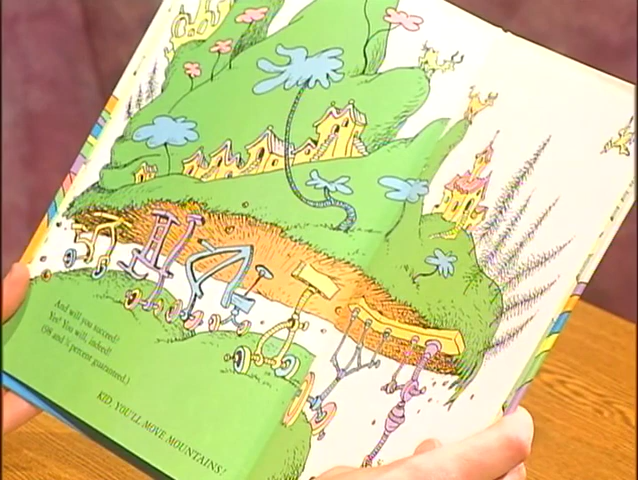 And will you succeed?
Yes! You will, indeed!
(98 and ¾ percent guaranteed.)
KID, YOU'LL MOVE MOUNTAINS!